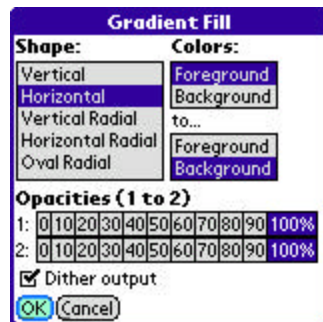 Gradient Fill
Shape: Colors:
Vertical Foreground
Horizontal Background
Vertical Radial to...
Horizontal Radial Foreground
Oval Radial Background
Opacities (1 to 2)
1: 0 10 20 30 40 50 60 70 80 90 100%
2: 0 10 20 30 40 50 60 70 80 90 100%
Dither output
OK Cancel